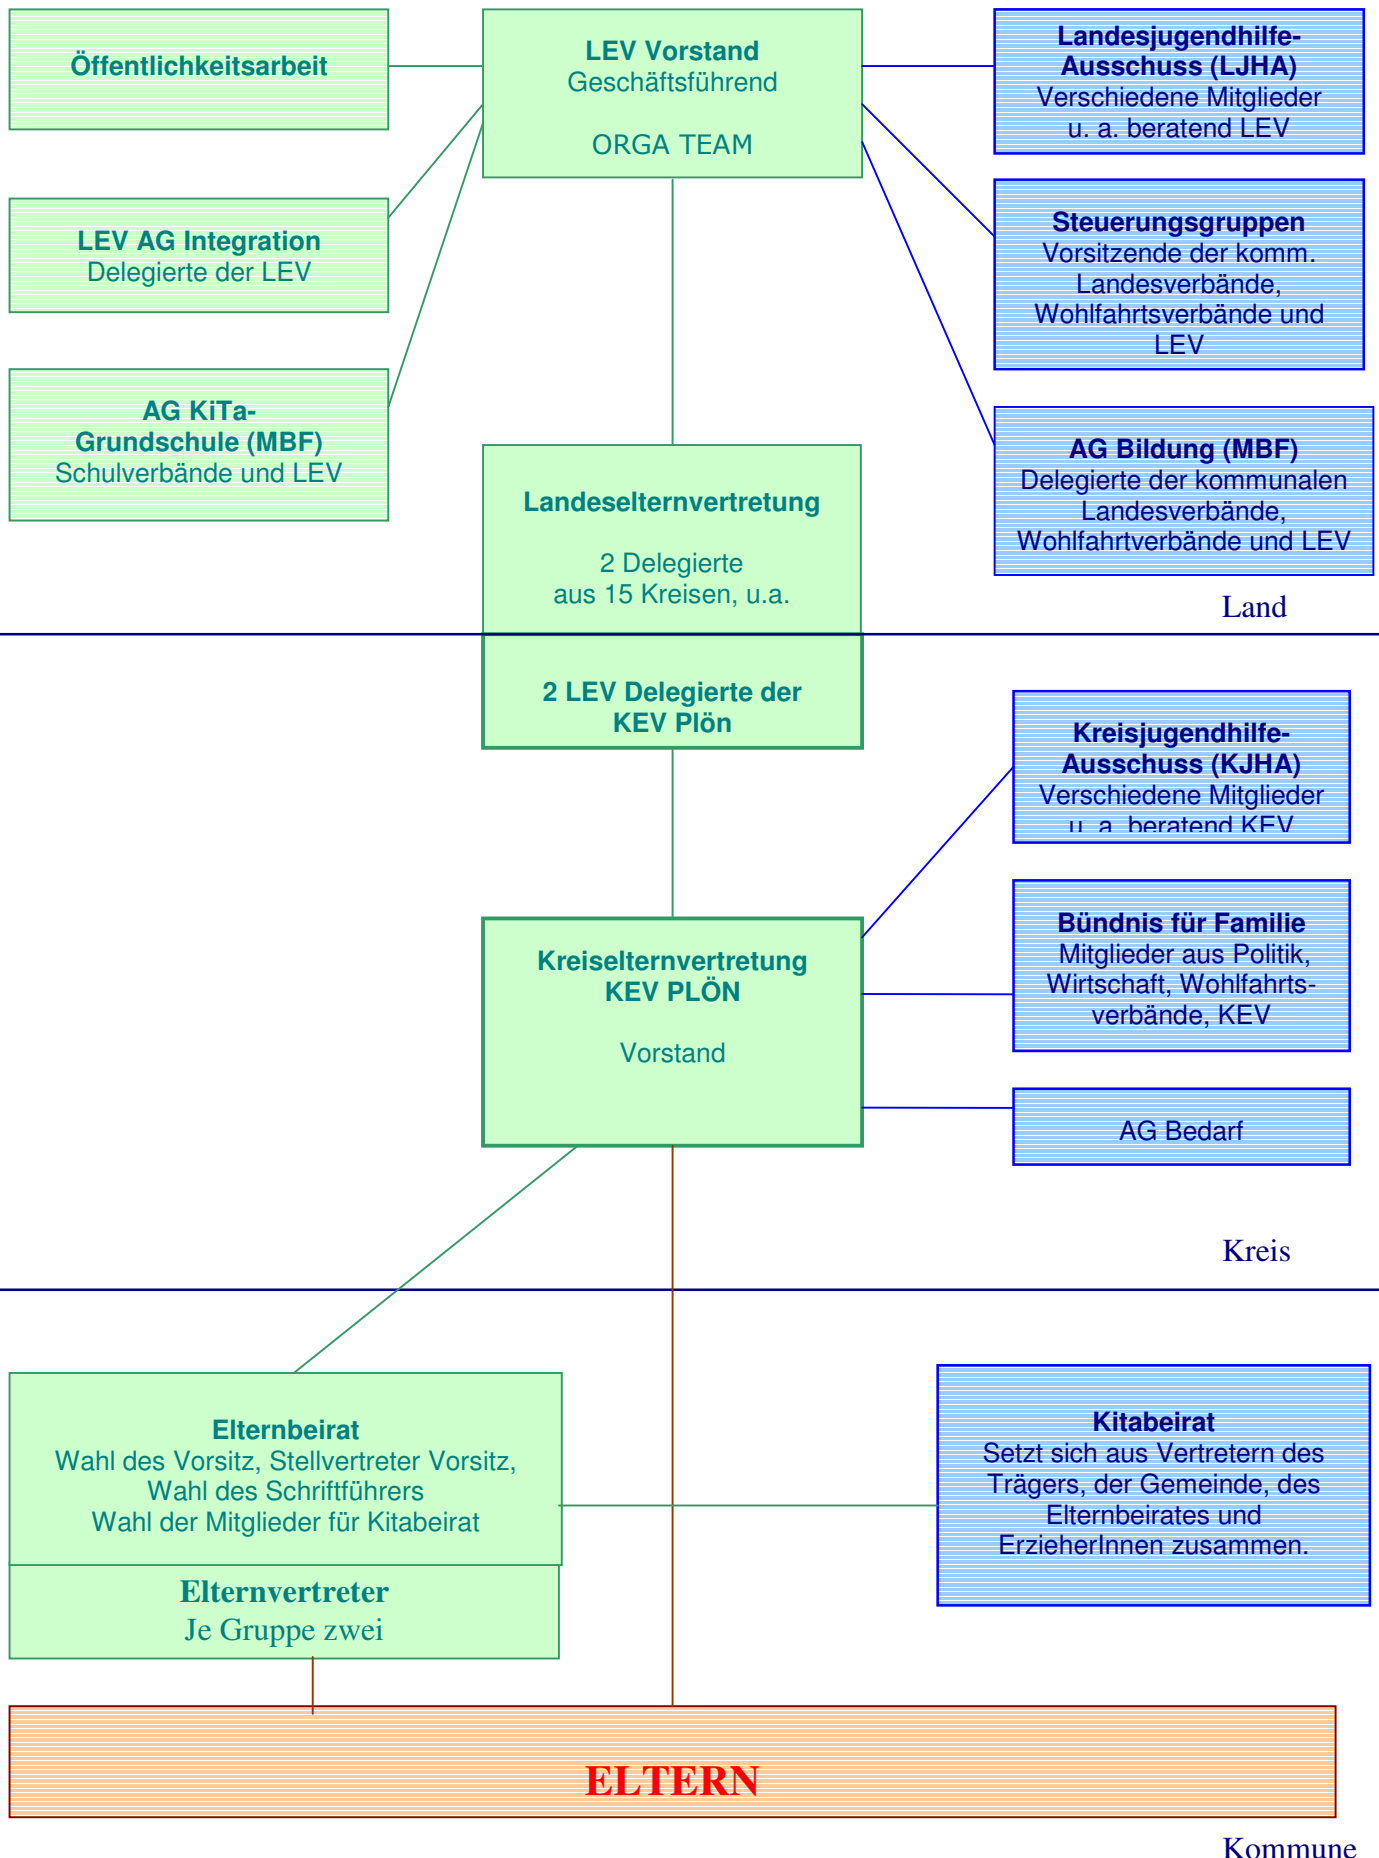 Öffentlichkeitsarbeit
LEV Vorstand
Geschäftsführend
ORGA TEAM
Landesjugendhilfe-
Ausschuss (LJHA)
Verschiedene Mitglieder
u. a. beratend LEV
LEV AG Integration
Delegierte der LEV
Steuerungsgruppen
Vorsitzende der komm.
Landesverbände,
Wohlfahrtsverbände und
LEV
AG KiTa-
Grundschule (MBF)
Schulverbände und LEV
AG Bildung (MBF)
Delegierte der kommunalen
Landesverbände,
Wohlfahrtverbände und LEV
Landeselternvertretung
2 Delegierte
aus 15 Kreisen, u.a.
Land
2 LEV Delegierte der
KEV Plön
Kreisjugendhilfe-
Ausschuss (KJHA)
Verschiedene Mitglieder
u. a. beratend KEV
Kreiselternvertretung
KEV PLÖN
Vorstand
Bündnis für Familie
Mitglieder aus Politik,
Wirtschaft, Wohlfahrts-
verbände, KEV
AG Bedarf
Kreis
Elternbeirat
Wahl des Vorsitz, Stellvertreter Vorsitz,
Wahl des Schriftführers
Wahl der Mitglieder für Kitabeirat
Kitabeirat
Setzt sich aus Vertretern des
Trägers, der Gemeinde, des
Elternbeirates und
ErzieherInnen zusammen.
Elternvertreter
Je Gruppe zwei
ELTERN
Kommune